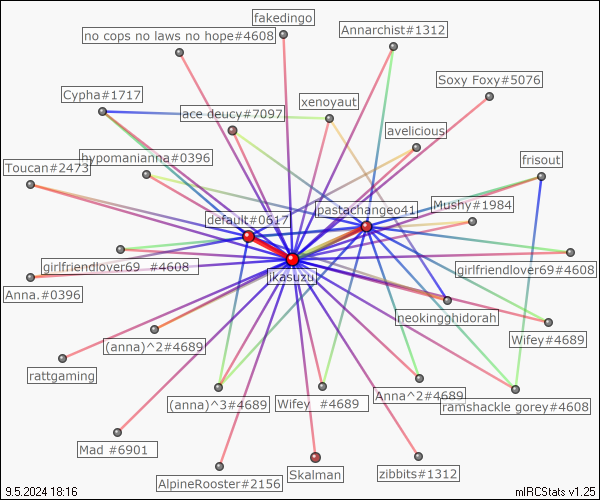 fakedingo
no cops no laws no hope#4608
Annarchist#1312
Soxy Foxy#5076
Cypha#1717
xenoyaut
ace deucy#7097
avelicious
hypomanianna#0396
frisout
Toucan#2473
Mushy#1984
pastachangeo41
default#0617
girlfriendlover69 #4608
jkasuzu
girlfriendlover69#4608
Anna.#0396
neokingghidorah
Wifey#4689
(anna)^2#4689
rattgaming
Anna^2#4689
(anna)^3#4689
Wifey #4689
ramshackle gorey#4608
Mad #6901
Skalman
zibbits#1312
AlpineRooster#2156
9.5.2024 18:16
mIRCStats v1.25